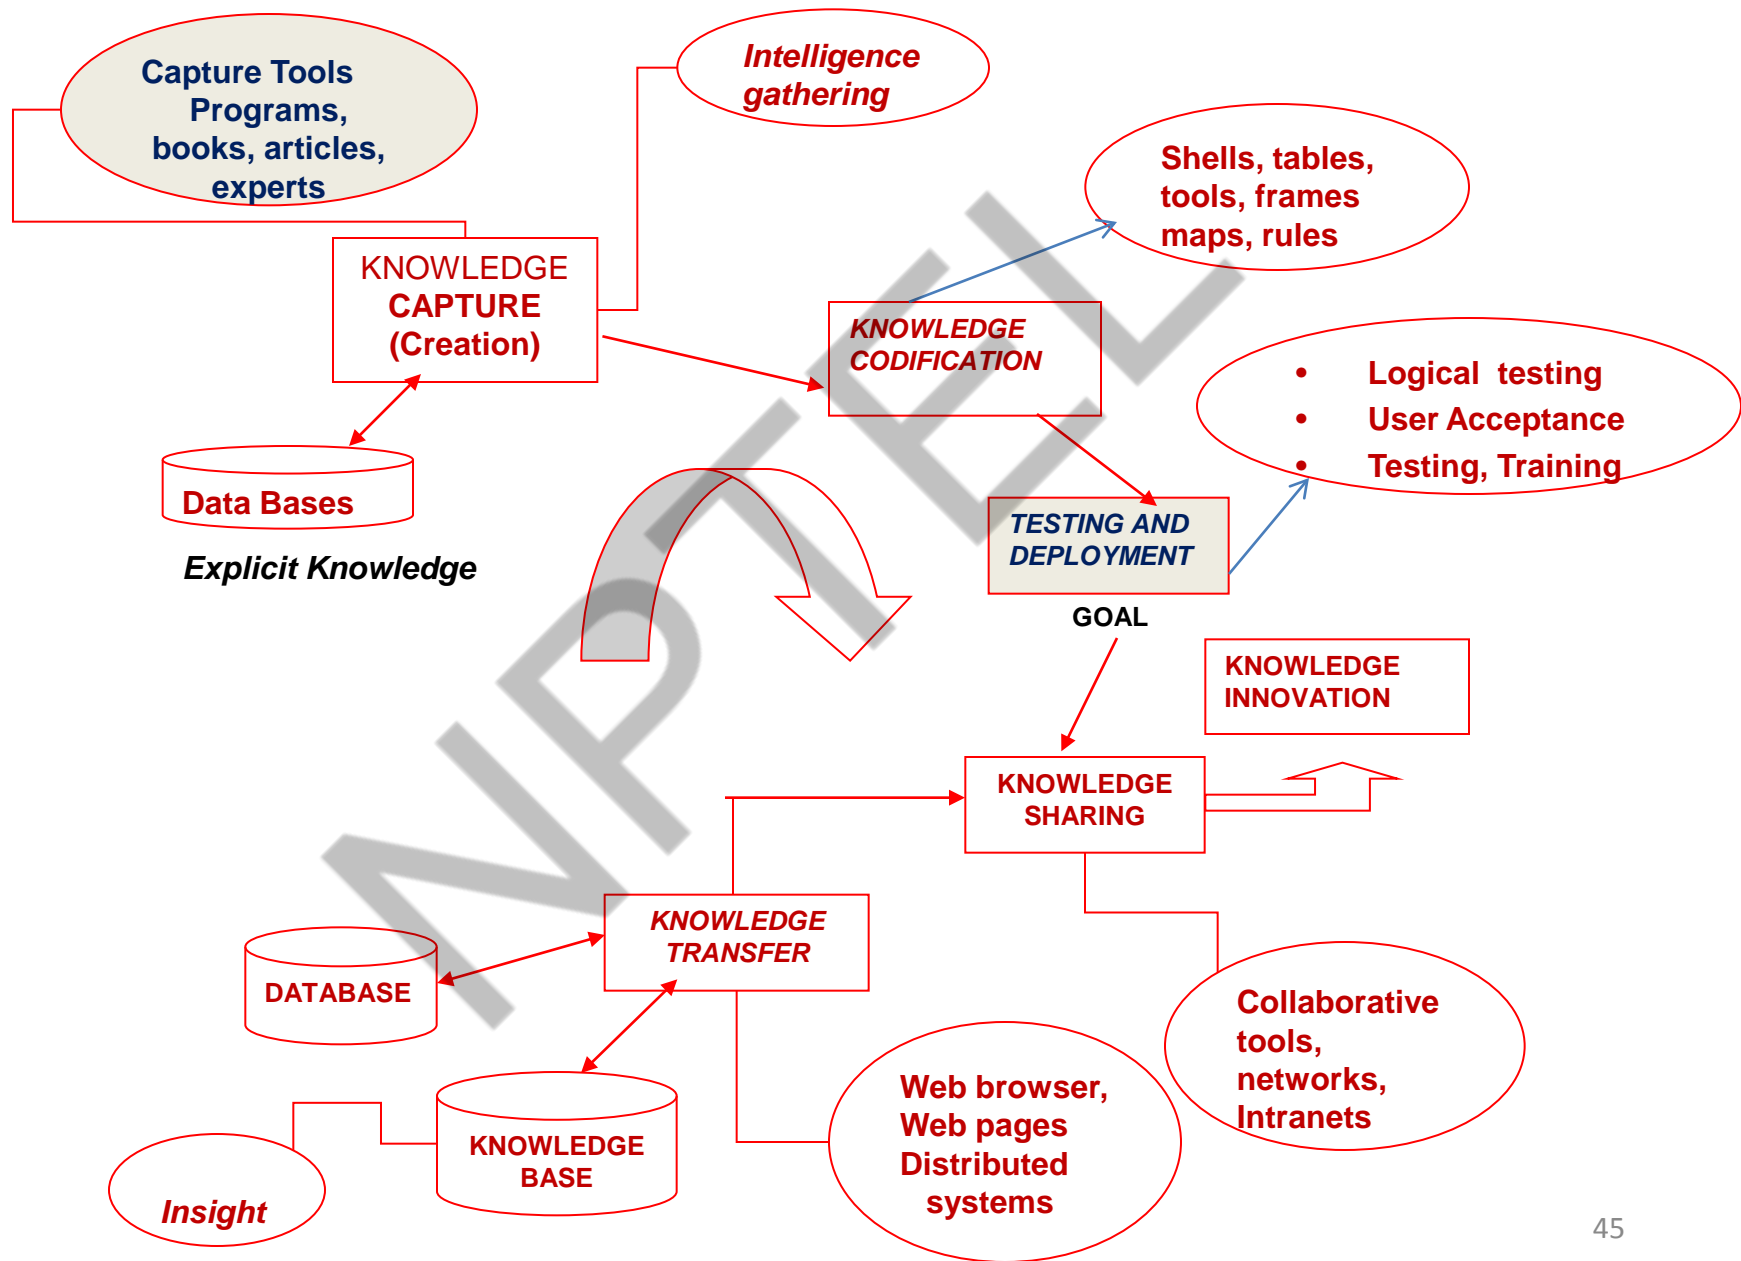 Capture Tools
Programs,
books, articles,
experts
Intelligence
gathering
Shells, tables,
tools, frames
maps, rules
KNOWLEDGE
CAPTURE
(Creation)
KNOWLEDGE
CODIFICATION
• Logical testing
• User Acceptance
• Testing, Training
Data Bases
Explicit Knowledge
TESTING AND
DEPLOYMENT
GOAL
KNOWLEDGE
INNOVATION
KNOWLEDGE
SHARING
KNOWLEDGE
TRANSFER
DATABASE
Collaborative
tools,
networks,
Intranets
Web browser,
Web pages
Distributed
systems
KNOWLEDGE
BASE
Insight
NPTEL
45